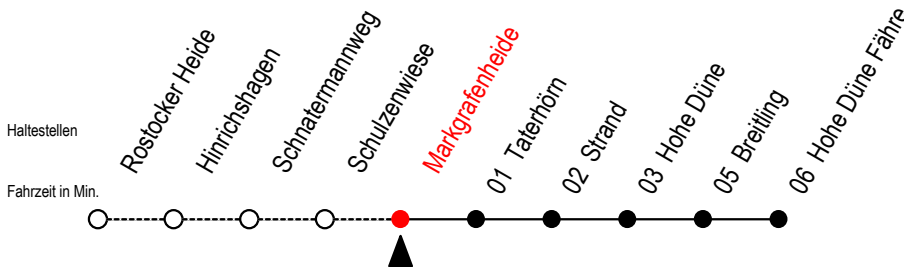 Haltestellen
Fahrzeit in Min.
Rostocker Heide
Hinrichshagen
Schnatermannweg
Schulzenwiese
Markgrafenheide
01 Taterhörn
02 Strand
03 Hohe Düne
05 Breitling
06 Hohe Düne Fähre